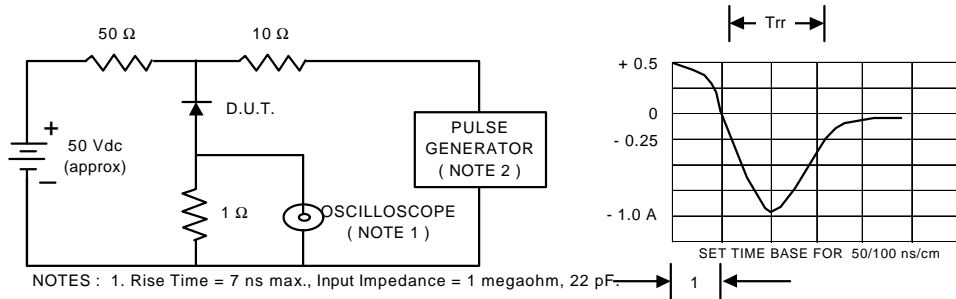 50 Ω
10 Ω
D.U.T.
+
50 Vdc
(approx)
−
1 Ω
OSCILLOSCOPE
( NOTE 1 )
PULSE
GENERATOR
( NOTE 2 )
Trr
+ 0.5
0
- 0.25
- 1.0 A
SET TIME BASE FOR 50/100 ns/cm
1
NOTES : 1. Rise Time = 7 ns max., Input Impedance = 1 megaohm, 22 pF.